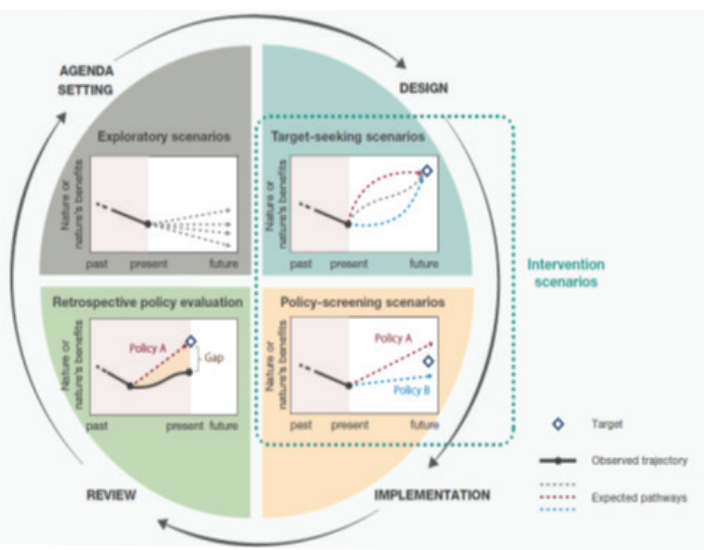 AGENDA
SETTING
DESIGN
Exploratory scenarios
Nature or
nature's benefits
past present future
Target-seeking scenarios
Nature or
nature's benefits
past present future
Intervention
scenarios
Retrospective policy evaluation
Nature or
nature's benefits
Policy A
Gap
past present future
Policy-screening scenarios
Nature or
nature's benefits
Policy A
Policy B
past present future
Target
Observed trajectory
Expected pathways
REVIEW
IMPLEMENTATION